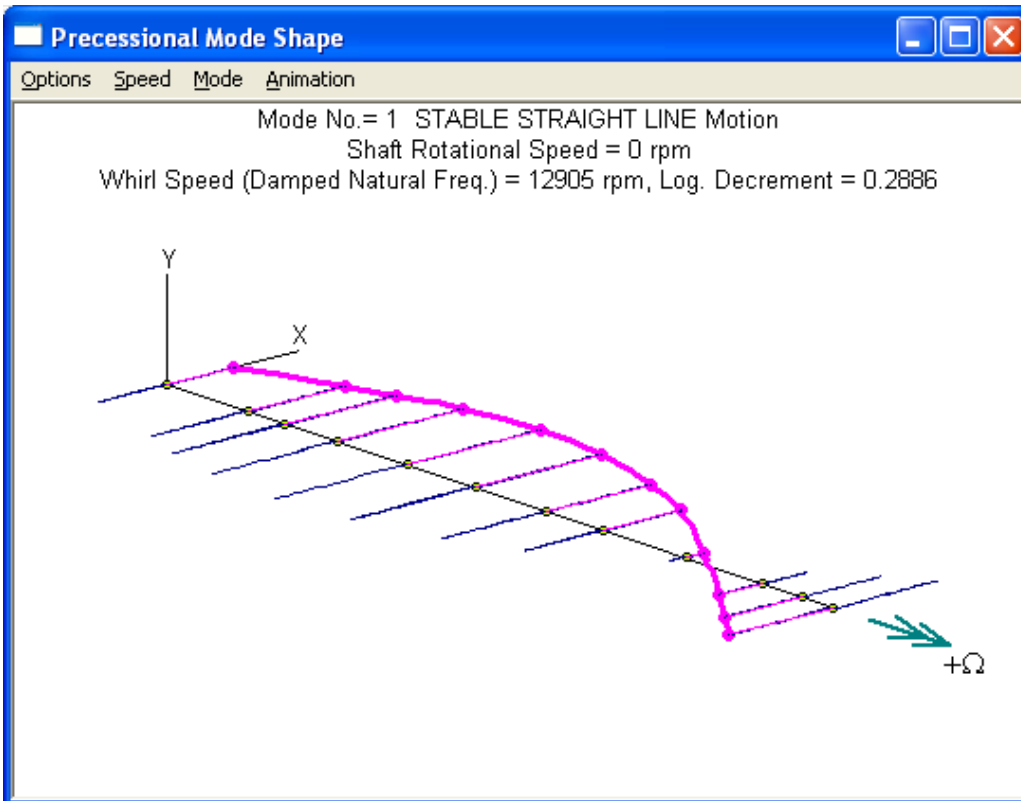 Precessional Mode Shape
Options Speed Mode Animation
Mode No.= 1 STABLE STRAIGHT LINE Motion
Shaft Rotational Speed = 0 rpm
Whirl Speed (Damped Natural Freq.) = 12905 rpm, Log. Decrement = 0.2886
Y
X
+Ω